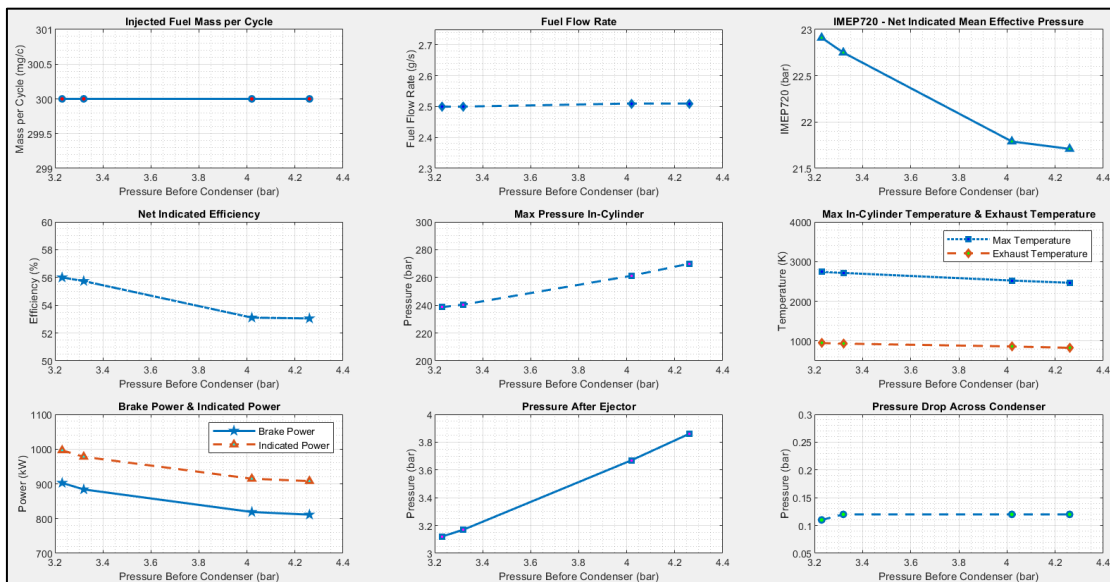 Injected Fuel Mass per Cycle
Mass per Cycle (mg/c)
301
300.5
300
299.5
299
3.2 3.4 3.6 3.8 4 4.2 4.4
Pressure Before Condenser (bar)
Fuel Flow Rate
Fuel Flow Rate (g/s)
2.7
2.6
2.5
2.4
2.3
3.2 3.4 3.6 3.8 4 4.2 4.4
Pressure Before Condenser (bar)
IMEP720 - Net Indicated Mean Effective Pressure
IMEP720 (bar)
23
22.5
22
21.5
3.2 3.4 3.6 3.8 4 4.2 4.4
Pressure Before Condenser (bar)
Net Indicated Efficiency
Efficiency (%)
60
58
56
54
52
50
3.2 3.4 3.6 3.8 4 4.2 4.4
Pressure Before Condenser (bar)
Max Pressure In-Cylinder
Pressure (bar)
300
280
260
240
220
200
3.2 3.4 3.6 3.8 4 4.2 4.4
Pressure Before Condenser (bar)
Max In-Cylinder Temperature & Exhaust Temperature
Temperature (K)
4000
3000
2000
1000
Max Temperature
Exhaust Temperature
3.2 3.4 3.6 3.8 4 4.2 4.4
Pressure Before Condenser (bar)
Brake Power & Indicated Power
Power (kW)
1100
1000
900
800
700
Brake Power
Indicated Power
3.2 3.4 3.6 3.8 4 4.2 4.4
Pressure Before Condenser (bar)
Pressure After Ejector
Pressure (bar)
4
3.8
3.6
3.4
3.2
3
3.2 3.4 3.6 3.8 4 4.2 4.4
Pressure Before Condenser (bar)
Pressure Drop Across Condenser
Pressure (bar)
0.3
0.25
0.2
0.15
0.1
0.05
3.2 3.4 3.6 3.8 4 4.2 4.4
Pressure Before Condenser (bar)